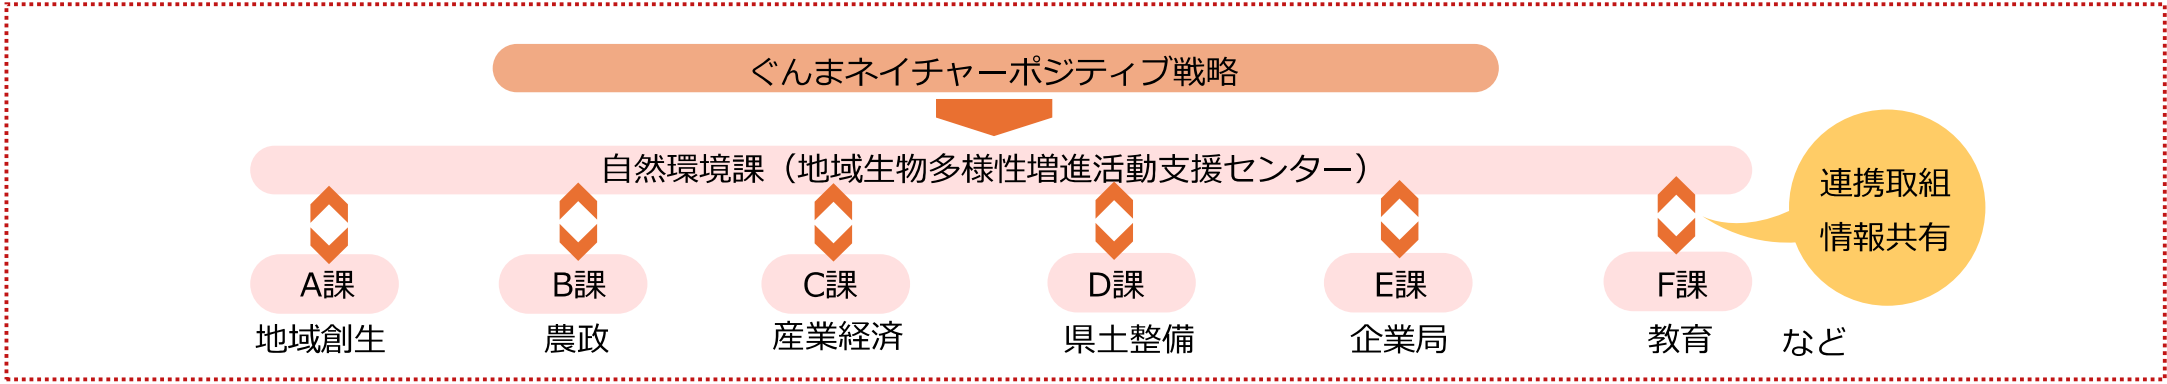 ぐんまネイチャーポジティブ戦略
自然環境課（地域生物多様性増進活動支援センター）
連携取組
情報共有
A課
B課
C課
D課
E課
F課
地域創生
農政
産業経済
県土整備
企業局
教育
など